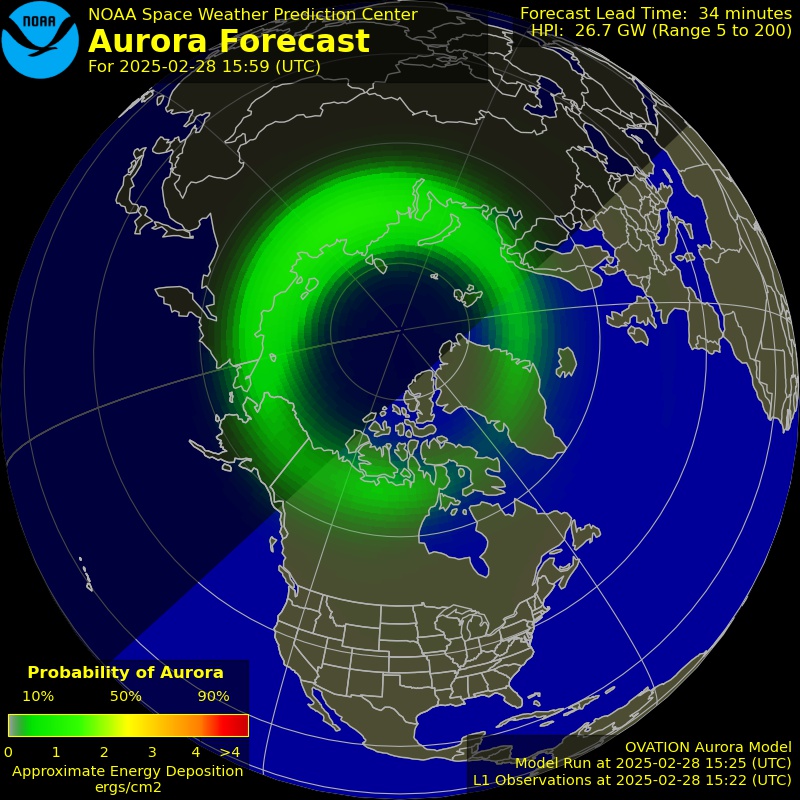 NOAA
NOAA Space Weather Prediction Center
Aurora Forecast
For 2025-02-28 15:59 (UTC)
Forecast Lead Time:  34 minutes
HPI:  26.7 GW (Range 5 to 200)
Probability of Aurora
10% 50% 90%
0 1 2 3 4 >4
Approximate Energy Deposition
ergs/cm2
OVATION Aurora Model
Model Run at 2025-02-28 15:25 (UTC)
L1 Observations at 2025-02-28 15:22 (UTC)